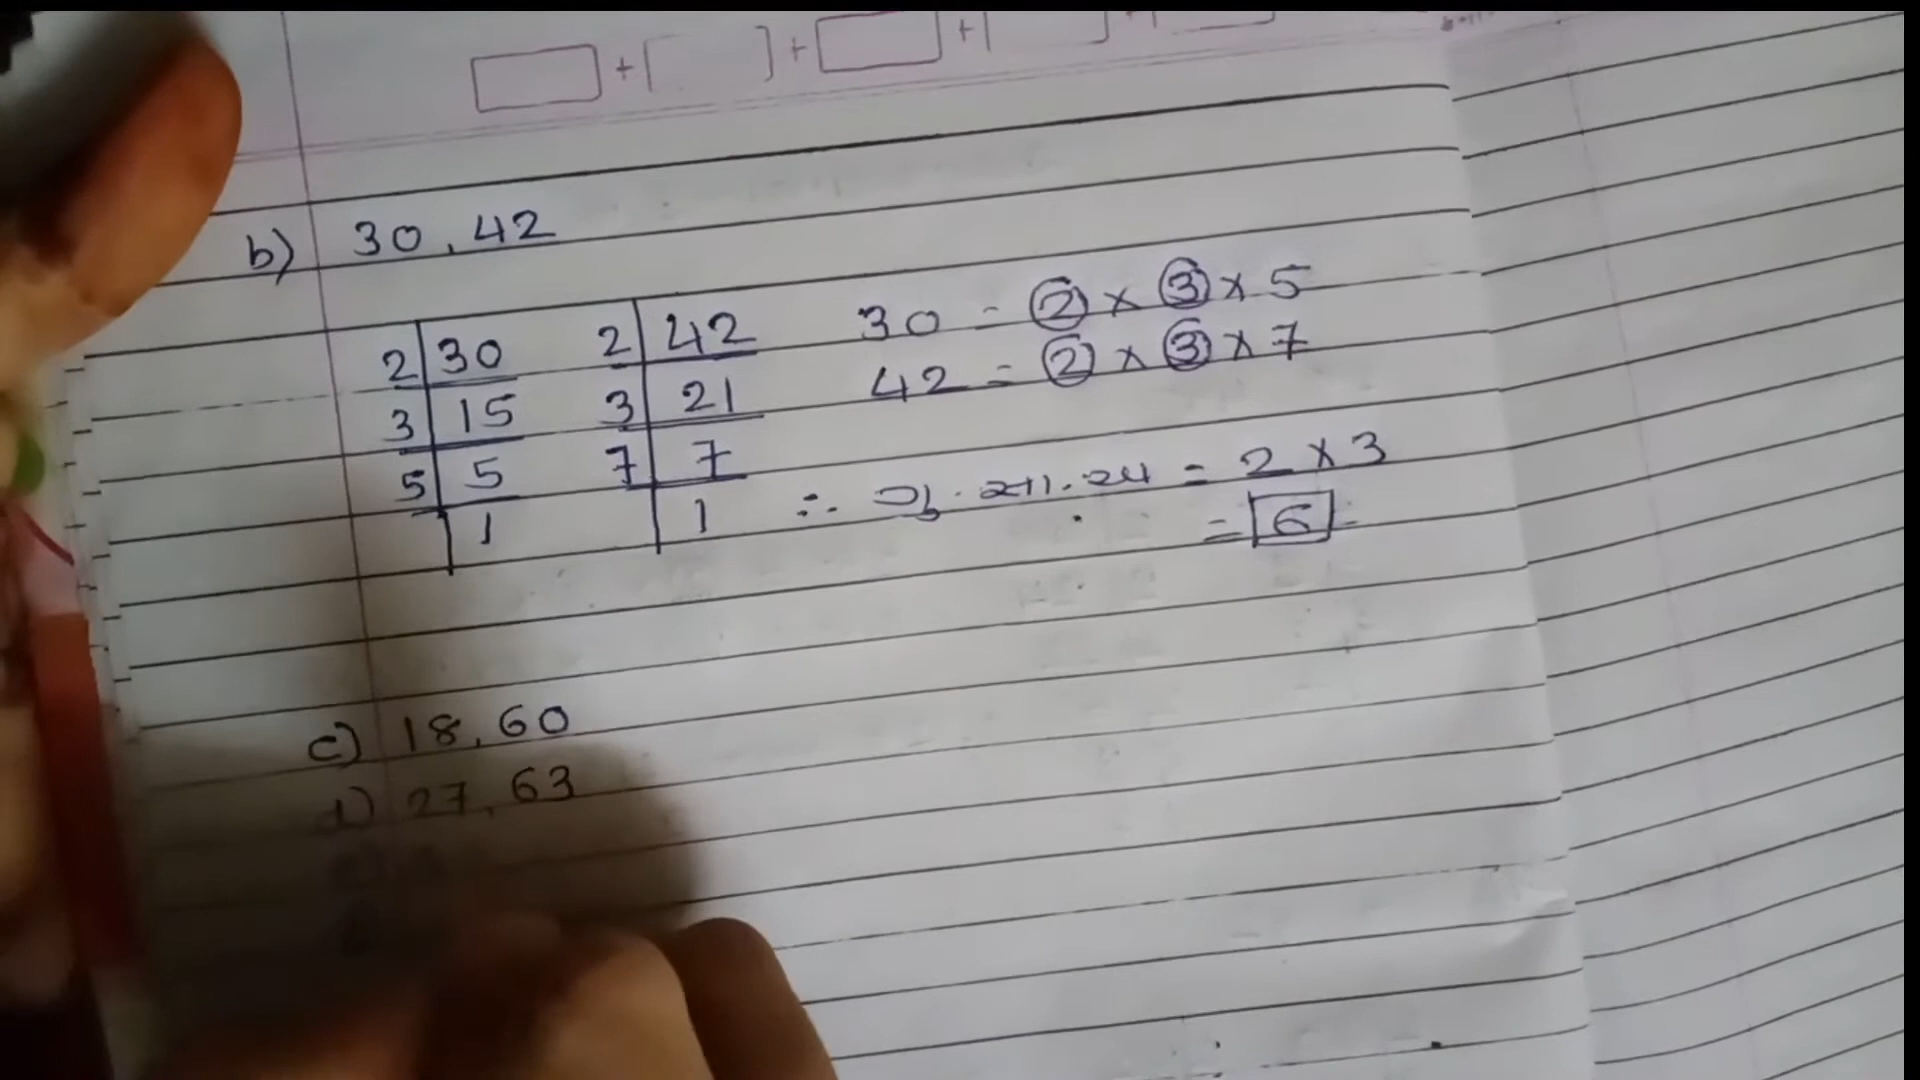 + + +
b) 30, 42
2 | 30 2 | 42 30 = 2 × 3 × 5
3 | 15 3 | 21 42 = 2 × 3 × 7
5 | 5 7 | 7
1 1 ∴ ગુ. સા. અ = 2 × 3
= 6
c) 18, 60
d) 27, 63